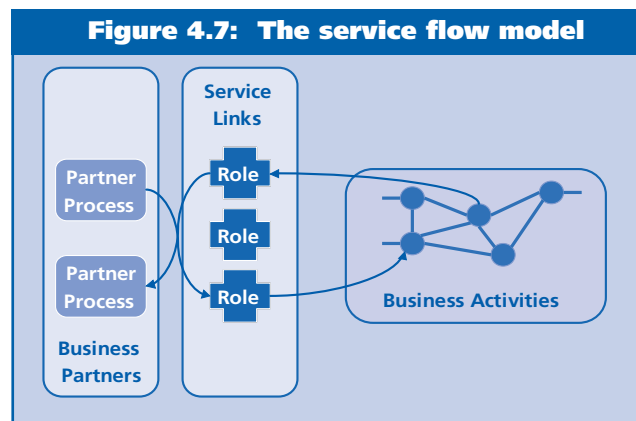 Figure 4.7: The service flow model
Service
Links
Partner
Process
Partner
Process
Business
Partners
Role
Role
Role
Business Activities